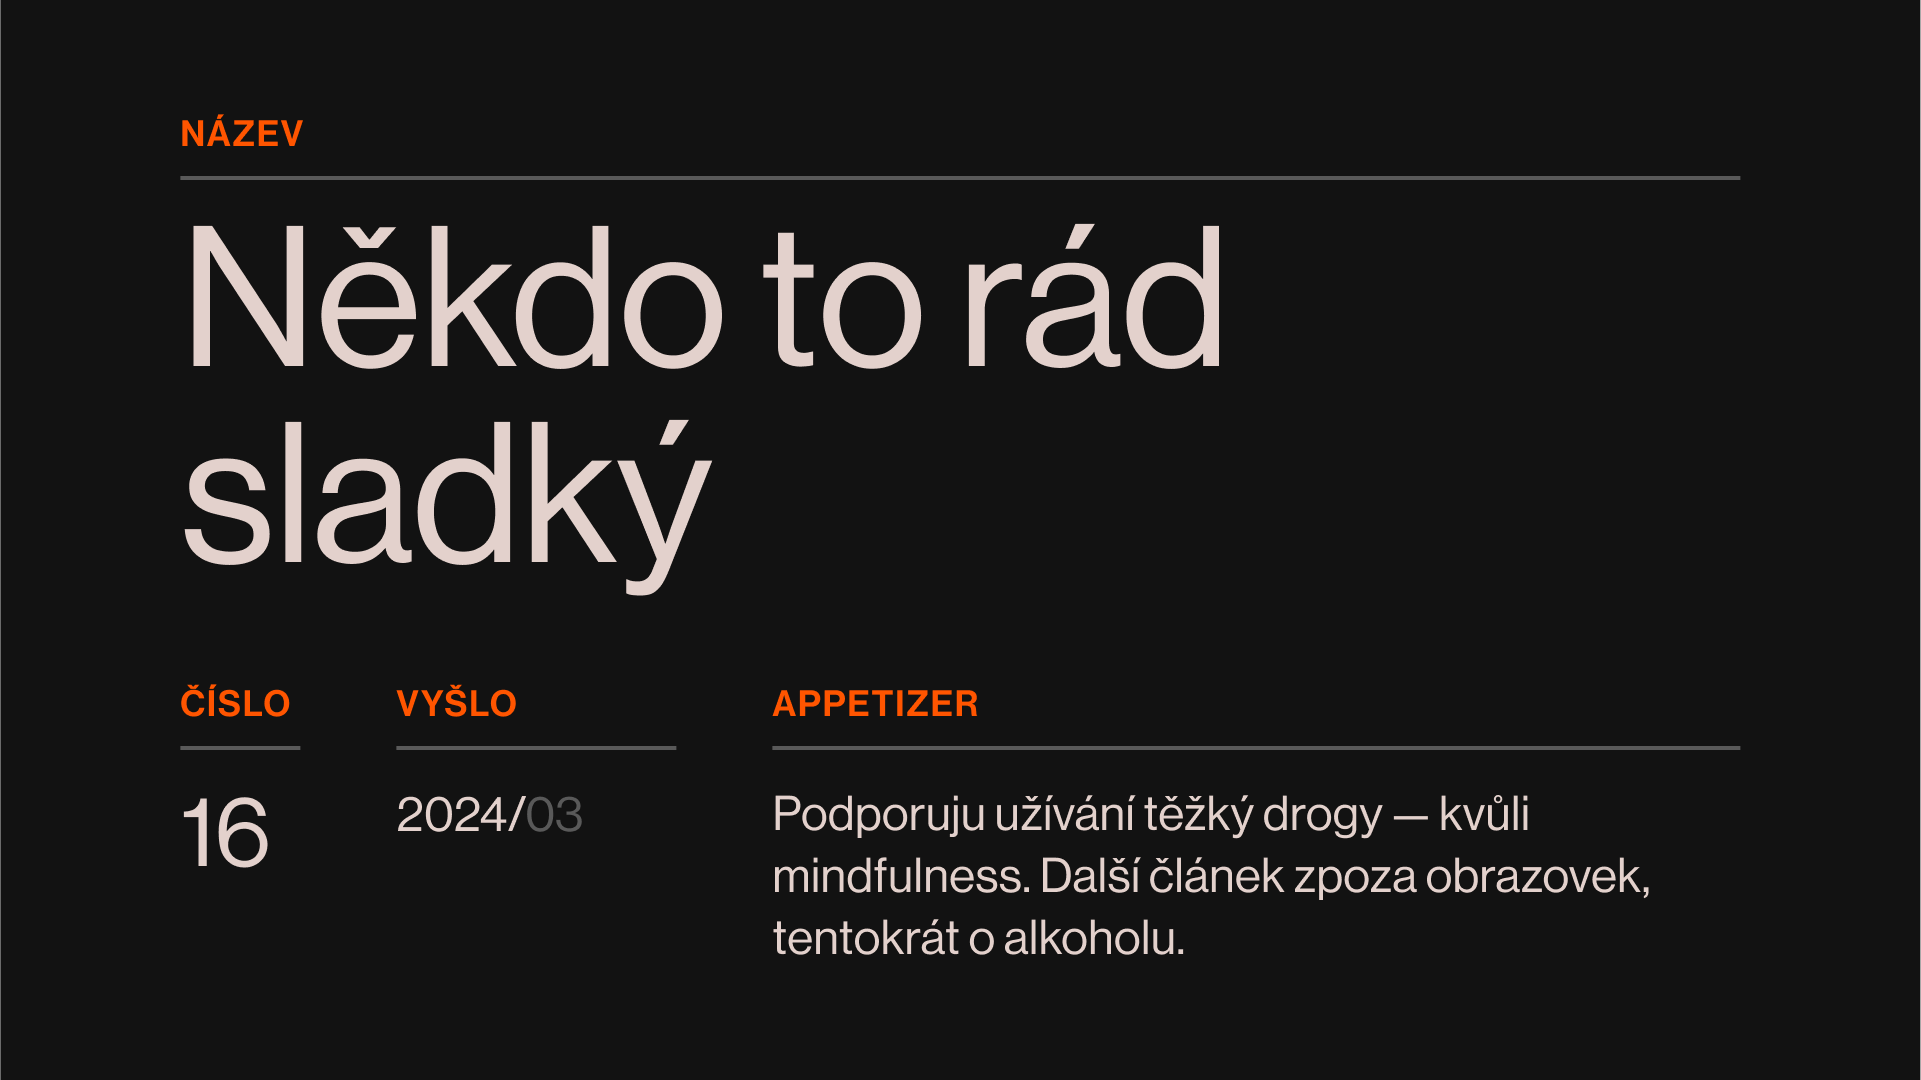 NÁZEV
Někdo to rád
sladký
ČÍSLO
16
VYŠLO
2024/03
APPETIZER
Podporuju užívání těžký drogy — kvůli
mindfulness. Další článek zpoza obrazovek,
tentokrát o alkoholu.